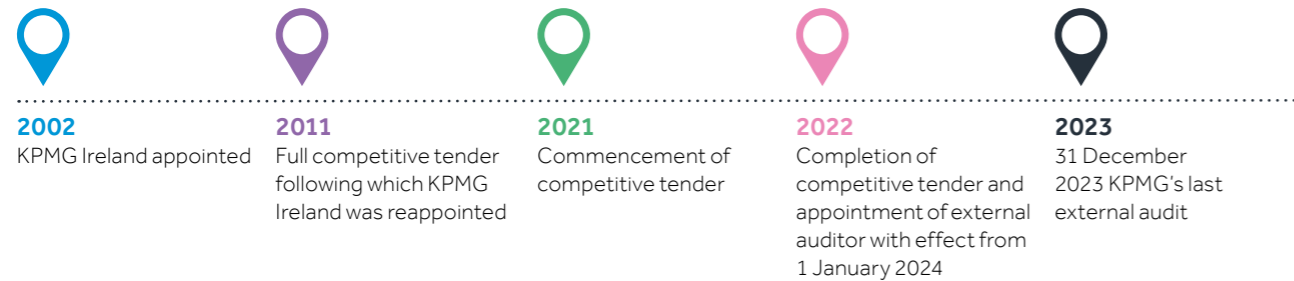 2002
KPMG Ireland appointed
2011
Full competitive tender
following which KPMG
Ireland was reappointed
2021
Commencement of
competitive tender
2022
Completion of
competitive tender and
appointment of external
auditor with effect from
1 January 2024
2023
31 December
2023 KPMG's last
external audit